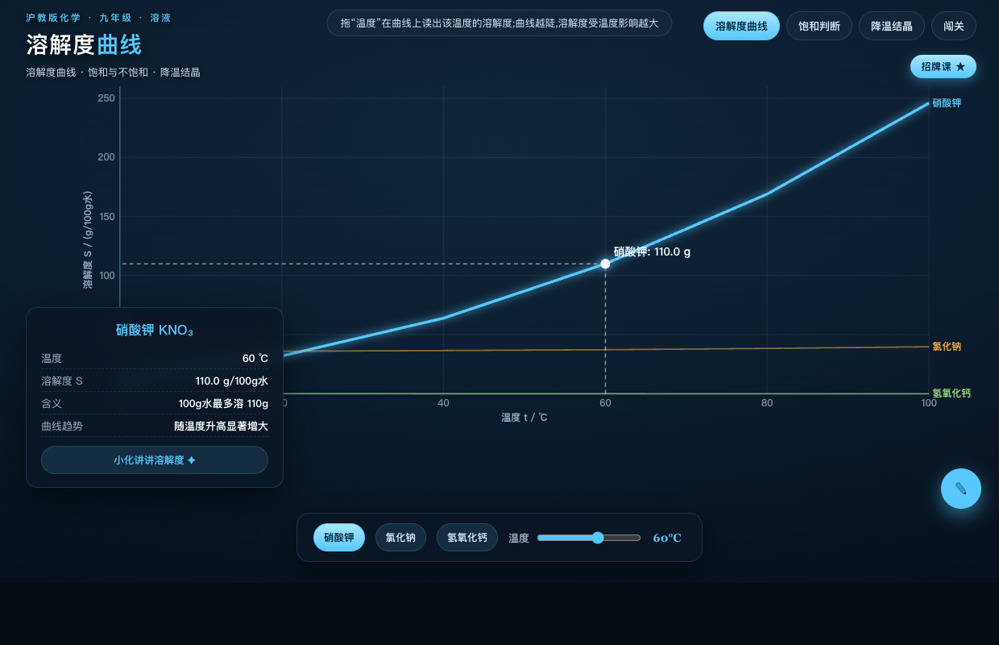 沪教版化学 · 九年级 · 溶液
溶解度曲线
溶解度曲线 · 饱和与不饱和 · 降温结晶
拖“温度”在曲线上读出该温度的溶解度;曲线越陡,溶解度受温度影响越大
溶解度曲线
饱和判断
降温结晶
闯关
招牌课 ★
250
200
150
100
溶解度 S / (g/100g水)
硝酸钾
硝酸钾: 110.0 g
氯化钠
氢氧化钙
0
40
60
100
温度 t / ℃
硝酸钾 KNO₃
温度 60 ℃
溶解度 S 110.0 g/100g水
含义 100g水最多溶 110g
曲线趋势 随温度升高显著增大
小化讲讲溶解度 ✦
✎
硝酸钾
氯化钠
氢氧化钙
温度
60°C